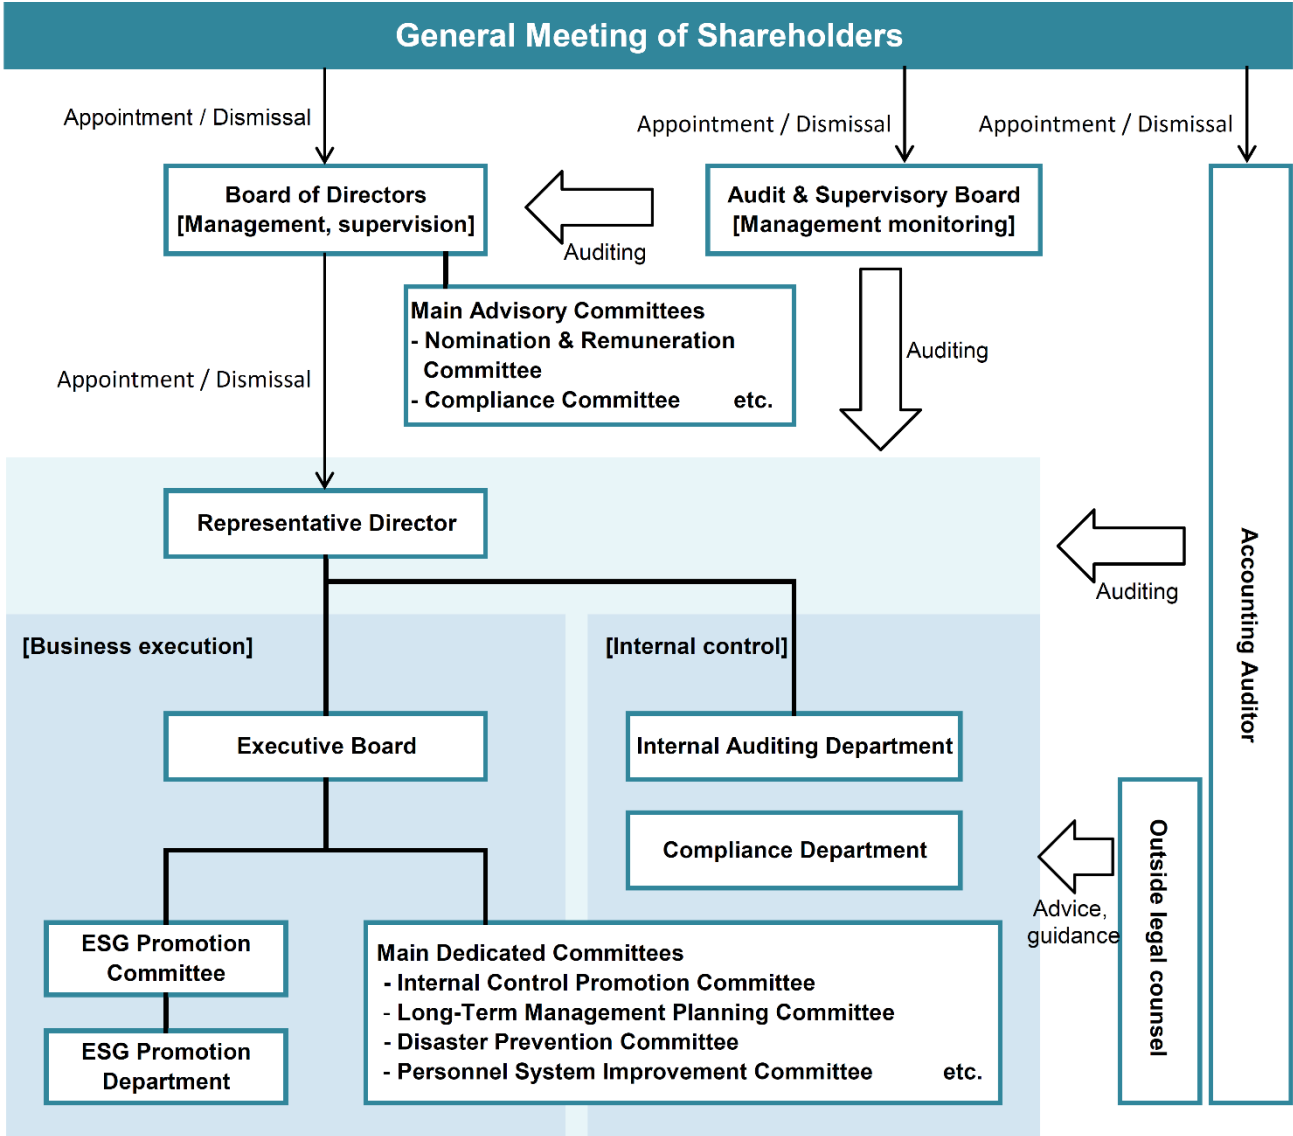 General Meeting of Shareholders
Appointment / Dismissal
Appointment / Dismissal
Appointment / Dismissal
Board of Directors
[Management, supervision]
Auditing
Audit & Supervisory Board
[Management monitoring]
Main Advisory Committees
- Nomination & Remuneration
Committee
- Compliance Committee etc.
Auditing
Appointment / Dismissal
Representative Director
Auditing
Accounting Auditor
[Business execution]
[Internal control]
Executive Board
Internal Auditing Department
Compliance Department
Outside legal counsel
Advice,
guidance
ESG Promotion
Committee
ESG Promotion
Department
Main Dedicated Committees
- Internal Control Promotion Committee
- Long-Term Management Planning Committee
- Disaster Prevention Committee
- Personnel System Improvement Committee etc.